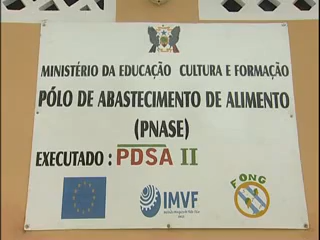 MINISTÉRIO DA EDUCAÇÃO CULTURA E FORMAÇÃO
PÓLO DE ABASTECIMENTO DE ALIMENTO
(PNASE)
EXECUTADO : PDSA II
IMVF
FONG